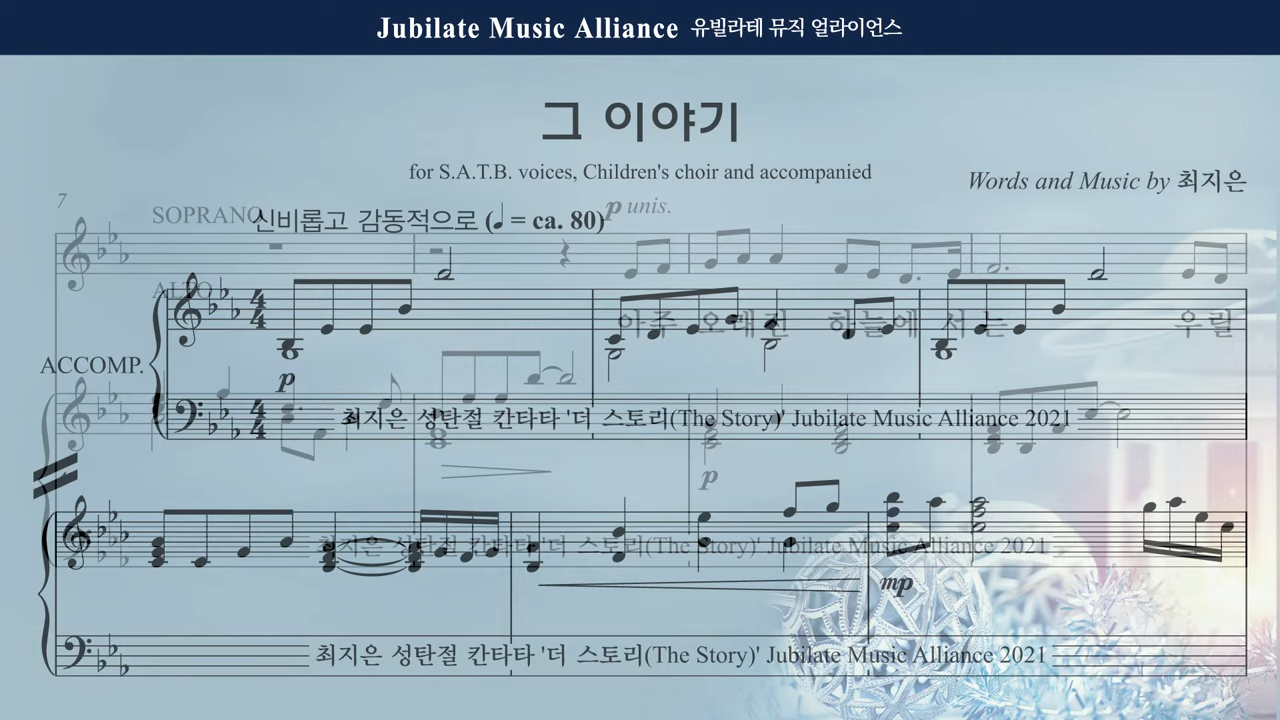 Jubilate Music Alliance 유빌라테 뮤직 얼라이언스
그 이야기
for S.A.T.B. voices, Children's choir and accompanied
Words and Music by 최지은
7
SOPRANO
신비롭고 감동적으로 (♩ = ca. 80)
p unis.
ALTO
아주 오래전 하늘에서는 우릴
ACCOMP.
p
최지은 성탄절 칸타타 '더 스토리(The Story)' Jubilate Music Alliance 2021
p
최지은 성탄절 칸타타 '더 스토리(The Story)' Jubilate Music Alliance 2021
mp
최지은 성탄절 칸타타 '더 스토리(The Story)' Jubilate Music Alliance 2021